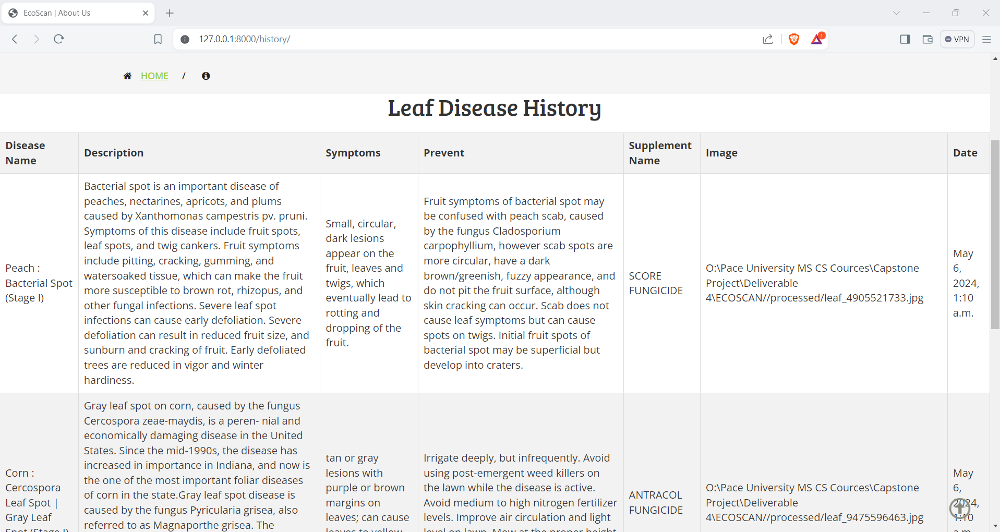 EcoScan | About Us
127.0.0.1:8000/history/
1
VPN
HOME /
Leaf Disease History
Disease
Name
Description
Symptoms
Prevent
Supplement
Name
Image
Date
Peach :
Bacterial Spot
(Stage I)
Bacterial spot is an important disease of
peaches, nectarines, apricots, and plums
caused by Xanthomonas campestris pv. pruni.
Symptoms of this disease include fruit spots,
leaf spots, and twig cankers. Fruit symptoms
include pitting, cracking, gumming, and
watersoaked tissue, which can make the fruit
more susceptible to brown rot, rhizopus, and
other fungal infections. Severe leaf spot
infections can cause early defoliation. Severe
defoliation can result in reduced fruit size, and
sunburn and cracking of fruit. Early defoliated
trees are reduced in vigor and winter
hardiness.
Small, circular,
dark lesions
appear on the
fruit, leaves and
twigs, which
eventually lead to
rotting and
dropping of the
fruit.
Fruit symptoms of bacterial spot may
be confused with peach scab, caused
by the fungus Cladosporium
carpophyllium, however scab spots are
more circular, have a dark
brown/greenish, fuzzy appearance, and
do not pit the fruit surface, although
skin cracking can occur. Scab does not
cause leaf symptoms but can cause
spots on twigs. Initial fruit spots of
bacterial spot may be superficial but
develop into craters.
SCORE
FUNGICIDE
O:\Pace University MS CS Cources\Capstone
Project\Deliverable
4\ECOSCAN//processed/leaf_4905521733.jpg
May
6,
2024,
1:10
a.m.
Corn :
Cercospora
Leaf Spot |
Gray Leaf
Spot (Stage I)
Gray leaf spot on corn, caused by the fungus
Cercospora zeae-maydis, is a peren- nial and
economically damaging disease in the United
States. Since the mid-1990s, the disease has
increased in importance in Indiana, and now is
the one of the most important foliar diseases
of corn in the state.Gray leaf spot disease is
caused by the fungus Pyricularia grisea, also
referred to as Magnaporthe grisea. The
tan or gray
lesions with
purple or brown
margins on
leaves; can cause
leaves to yellow
Irrigate deeply, but infrequently. Avoid
using post-emergent weed killers on
the lawn while the disease is active.
Avoid medium to high nitrogen fertilizer
levels. Improve air circulation and light
level on lawn. Mow at the proper height
ANTRACOL
FUNGICIDE
O:\Pace University MS CS Cources\Capstone
Project\Deliverable
4\ECOSCAN//processed/leaf_9475596463.jpg
May
6,
2024,
1:10
a.m.